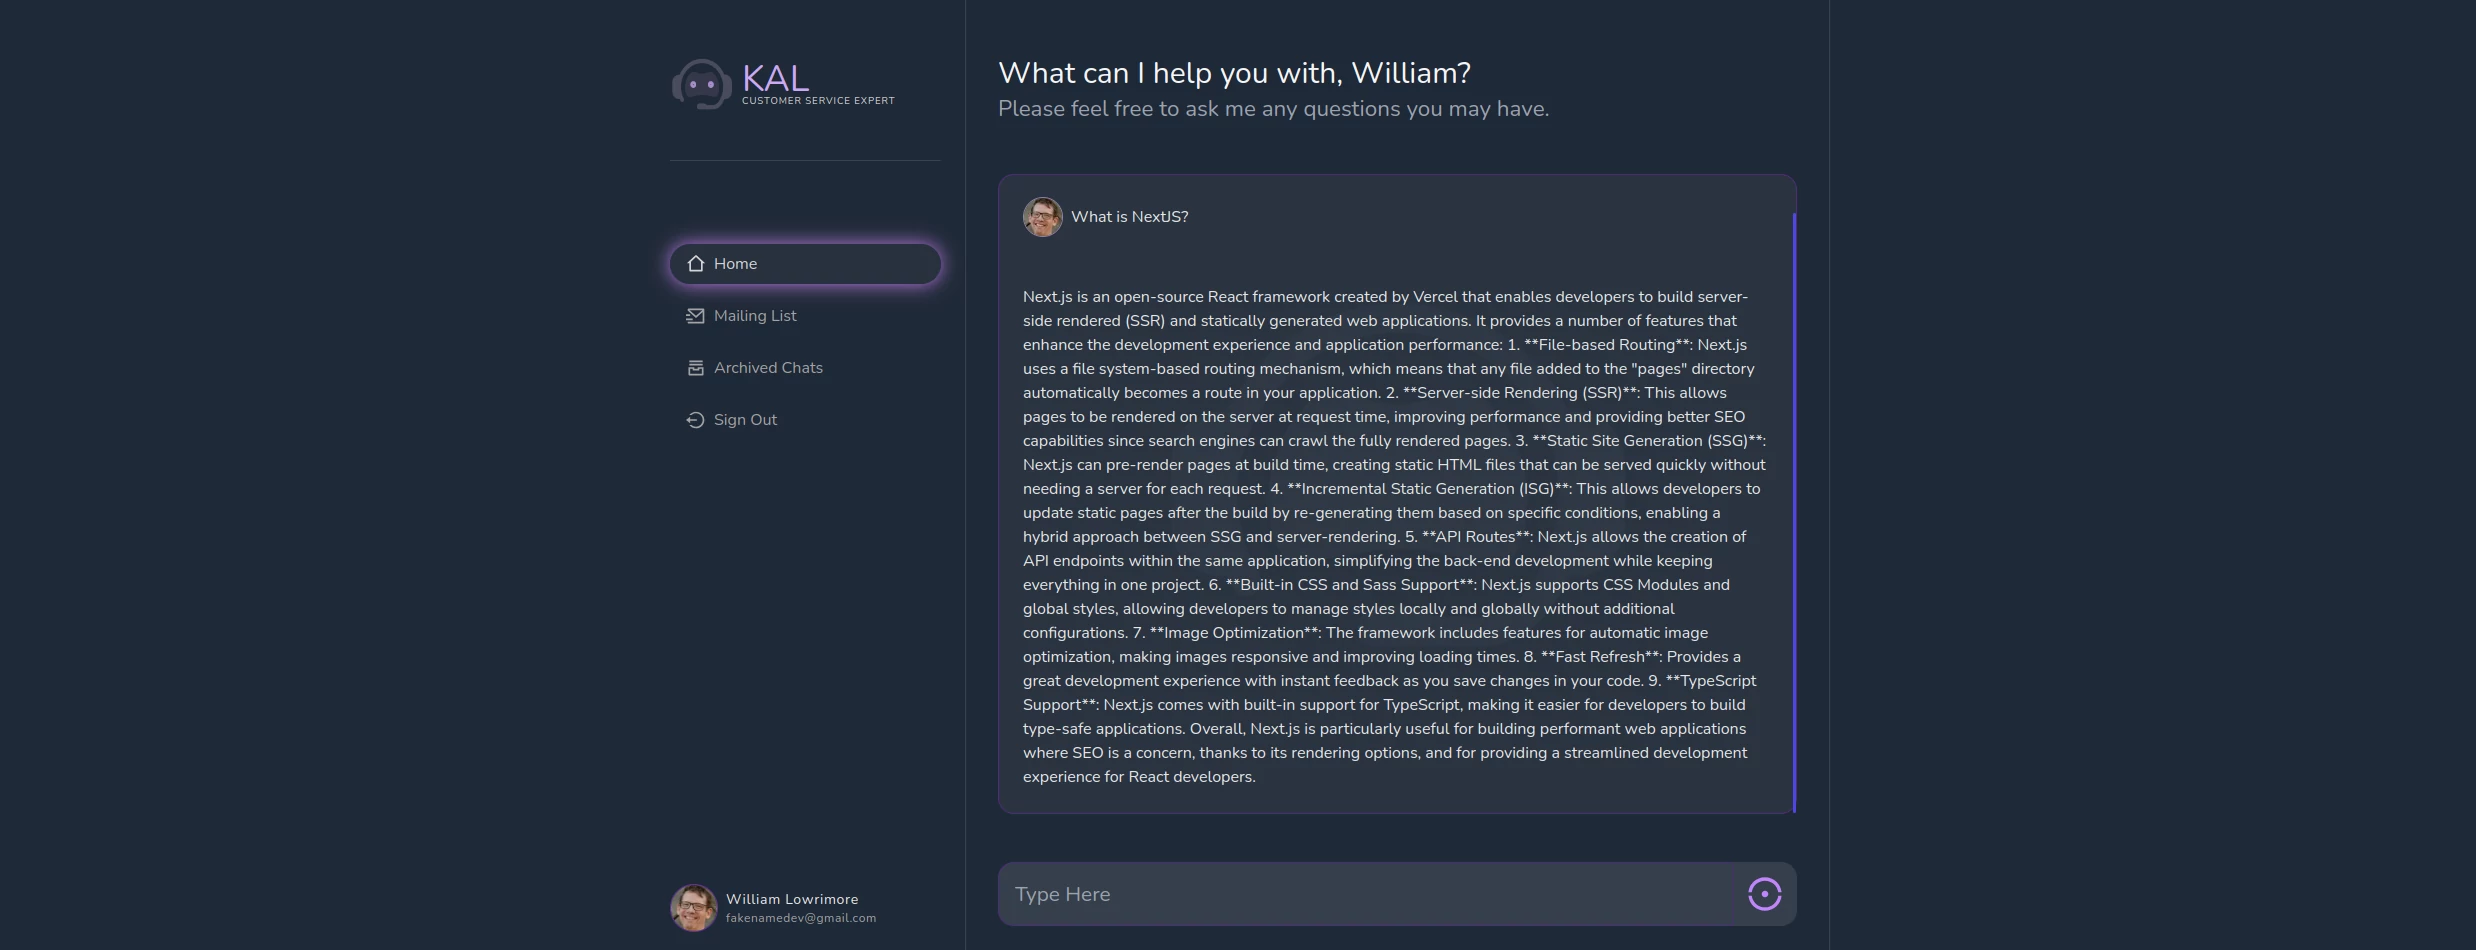 KAL
CUSTOMER SERVICE EXPERT
Home
Mailing List
Archived Chats
Sign Out
William Lowrimore
fakenamedev@gmail.com
What can I help you with, William?
Please feel free to ask me any questions you may have.
What is NextJS?
Next.js is an open-source React framework created by Vercel that enables developers to build server-
side rendered (SSR) and statically generated web applications. It provides a number of features that
enhance the development experience and application performance: 1. **File-based Routing**: Next.js
uses a file system-based routing mechanism, which means that any file added to the "pages" directory
automatically becomes a route in your application. 2. **Server-side Rendering (SSR)**: This allows
pages to be rendered on the server at request time, improving performance and providing better SEO
capabilities since search engines can crawl the fully rendered pages. 3. **Static Site Generation (SSG)**:
Next.js can pre-render pages at build time, creating static HTML files that can be served quickly without
needing a server for each request. 4. **Incremental Static Generation (ISG)**: This allows developers to
update static pages after the build by re-generating them based on specific conditions, enabling a
hybrid approach between SSG and server-rendering. 5. **API Routes**: Next.js allows the creation of
API endpoints within the same application, simplifying the back-end development while keeping
everything in one project. 6. **Built-in CSS and Sass Support**: Next.js supports CSS Modules and
global styles, allowing developers to manage styles locally and globally without additional
configurations. 7. **Image Optimization**: The framework includes features for automatic image
optimization, making images responsive and improving loading times. 8. **Fast Refresh**: Provides a
great development experience with instant feedback as you save changes in your code. 9. **TypeScript
Support**: Next.js comes with built-in support for TypeScript, making it easier for developers to build
type-safe applications. Overall, Next.js is particularly useful for building performant web applications
where SEO is a concern, thanks to its rendering options, and for providing a streamlined development
experience for React developers.
Type Here